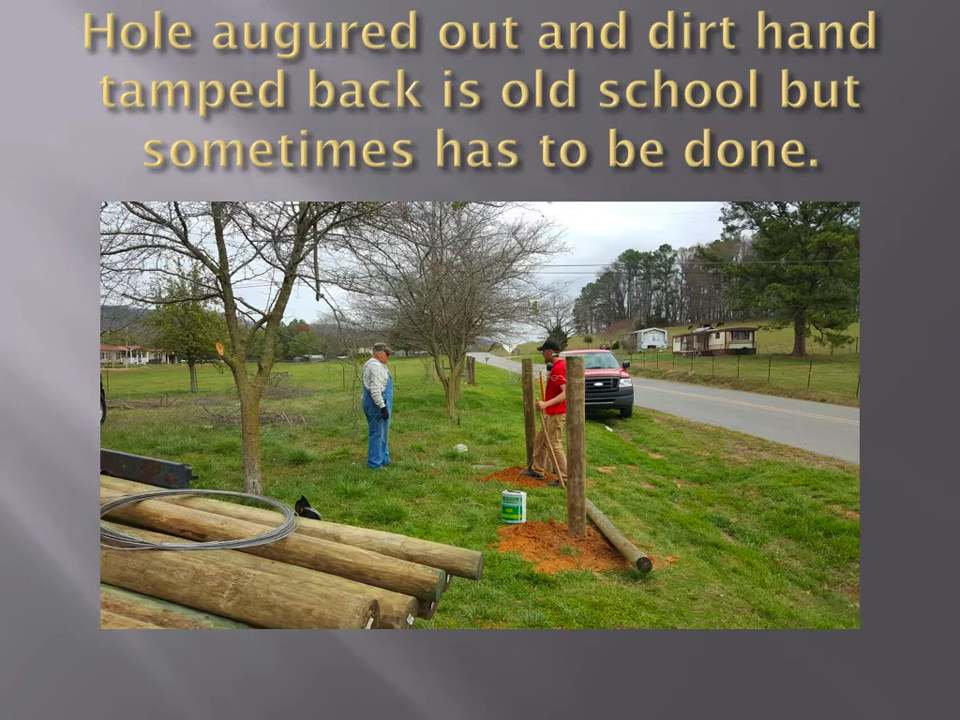 Hole augured out and dirt hand
tamped back is old school but
sometimes has to be done.